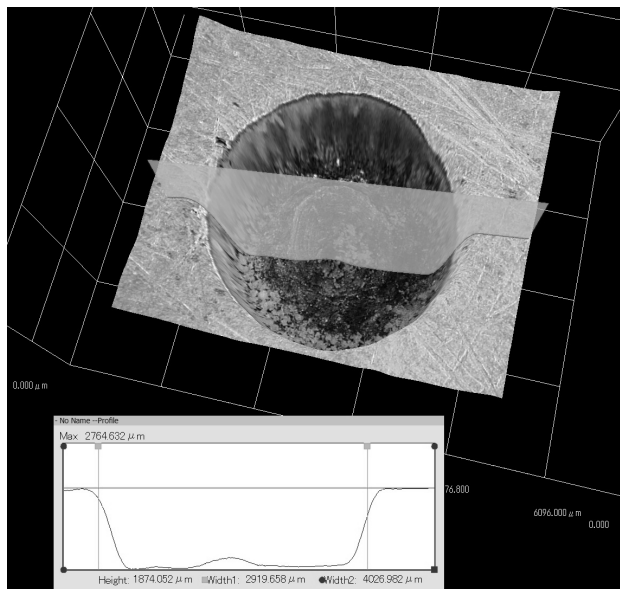 0.000 μm
- No Name --Profile
Max 2764.632 μm
76.800
6096.000 μm
0.000
Height: 1874.052 μm Width1: 2919.658 μm Width2: 4026.982 μm